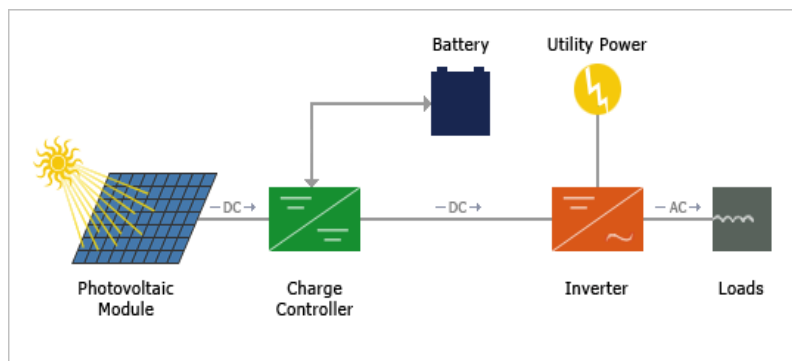 Battery
Utility Power
DC
DC
AC
Photovoltaic
Module
Charge
Controller
Inverter
Loads